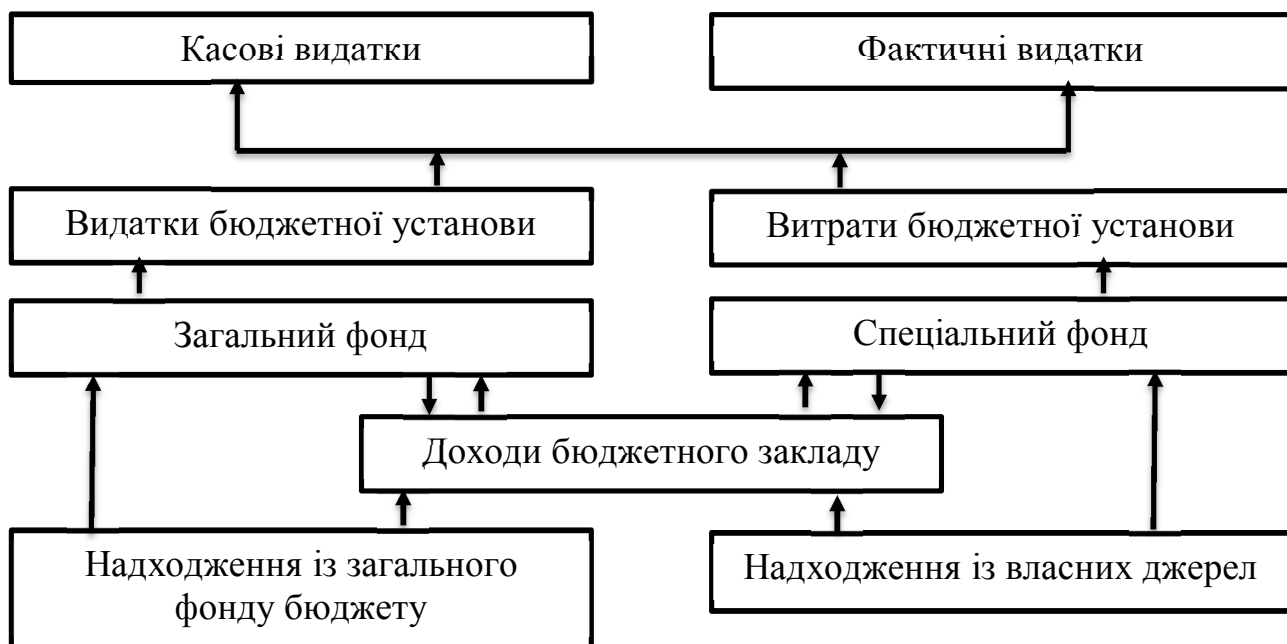 Касові видатки
Фактичні видатки
Видатки бюджетної установи
Витрати бюджетної установи
Загальний фонд
Спеціальний фонд
Доходи бюджетного закладу
Надходження із загального
фонду бюджету
Надходження із власних джерел